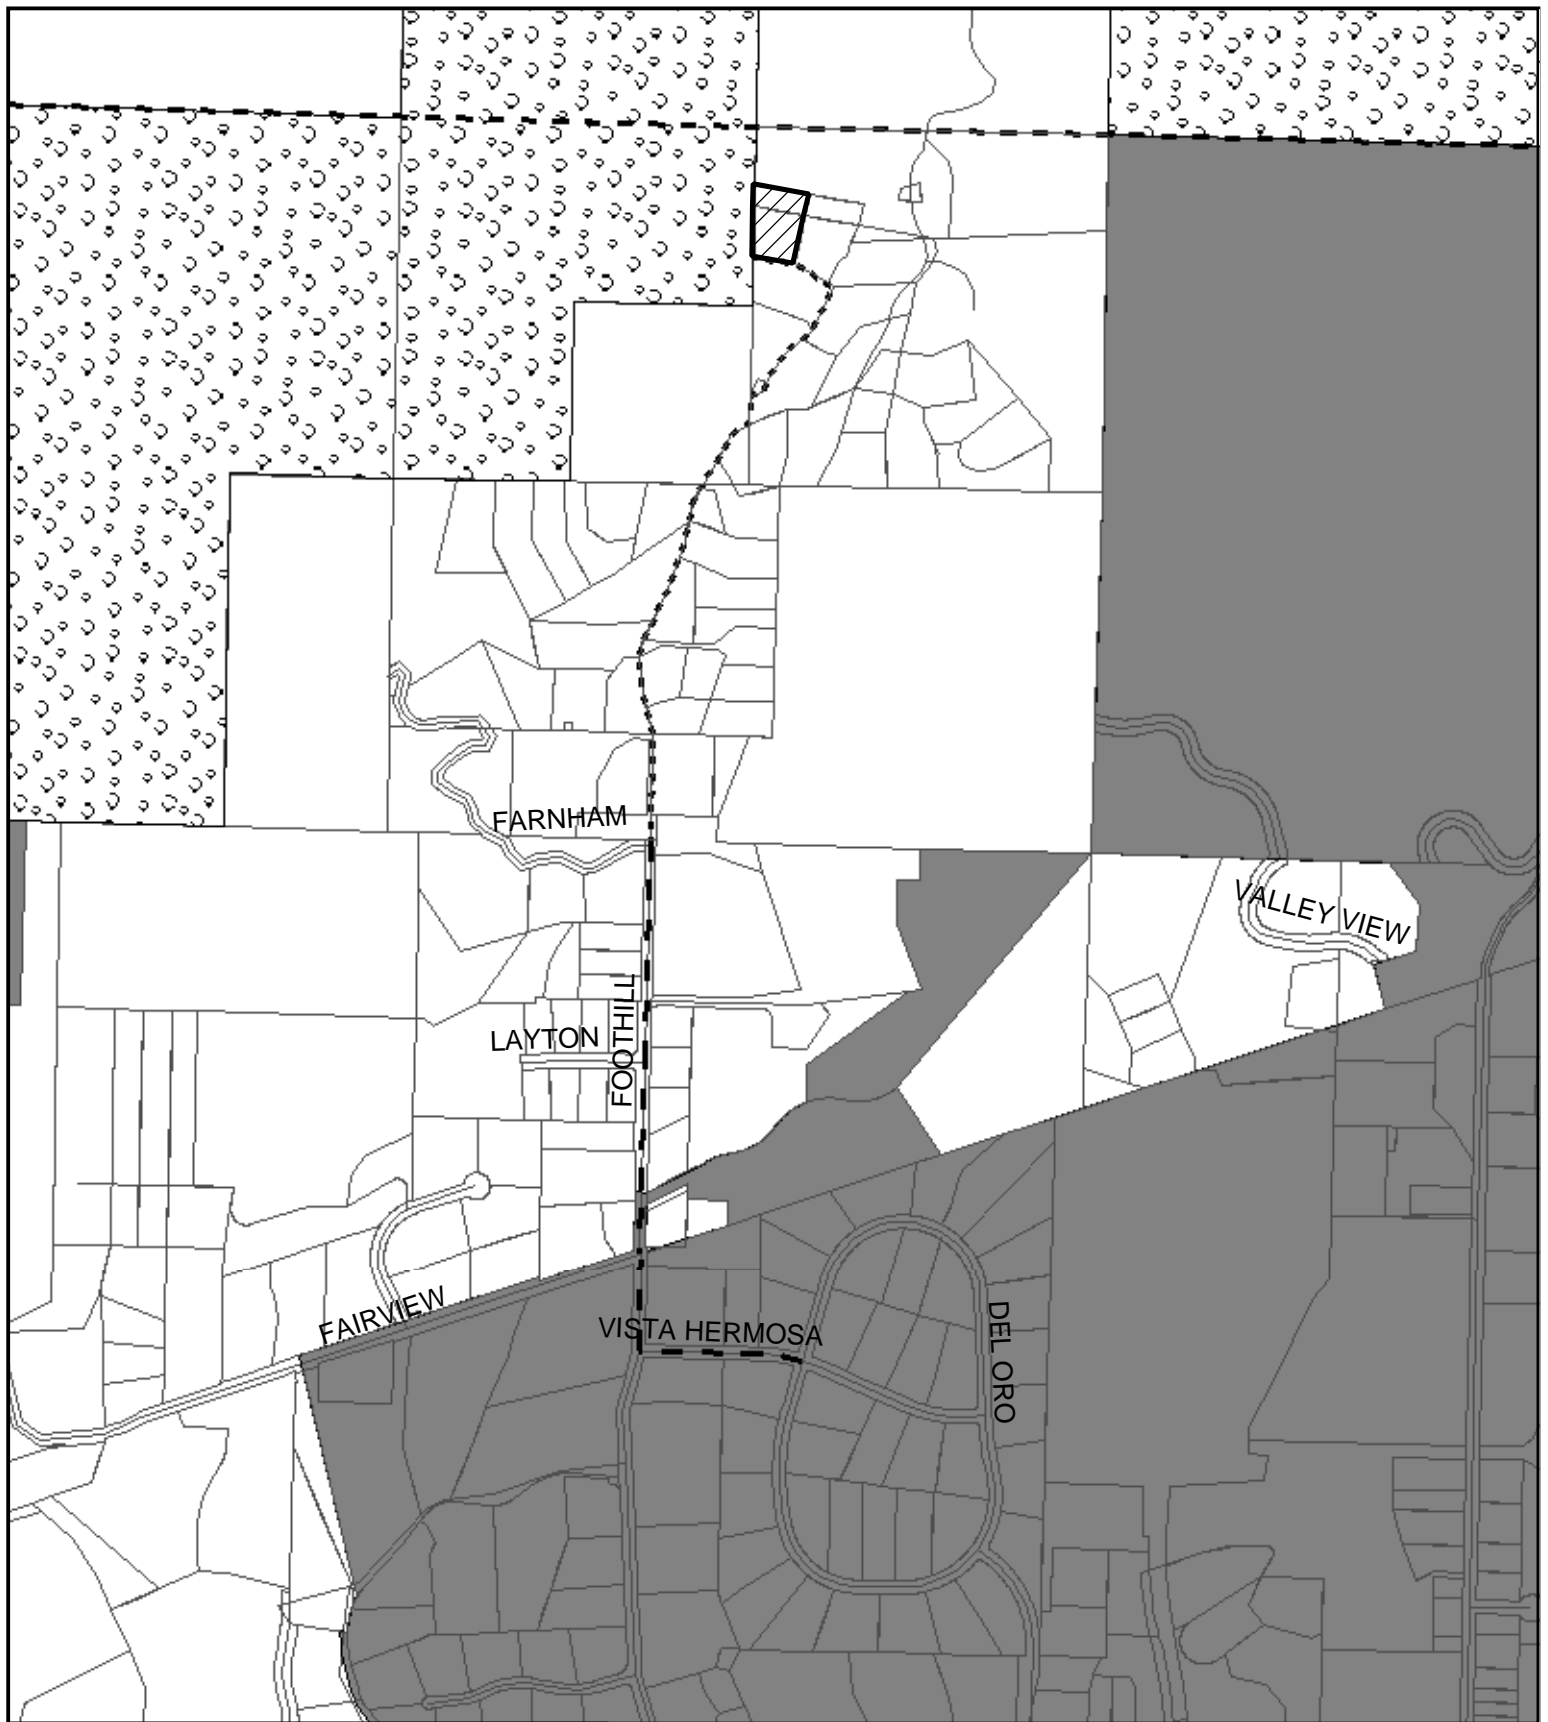 FARNHAM
VALLEY VIEW
LAYTON
FOOTHILL
FAIRVIEW
VISTA HERMOSA
DEL ORO